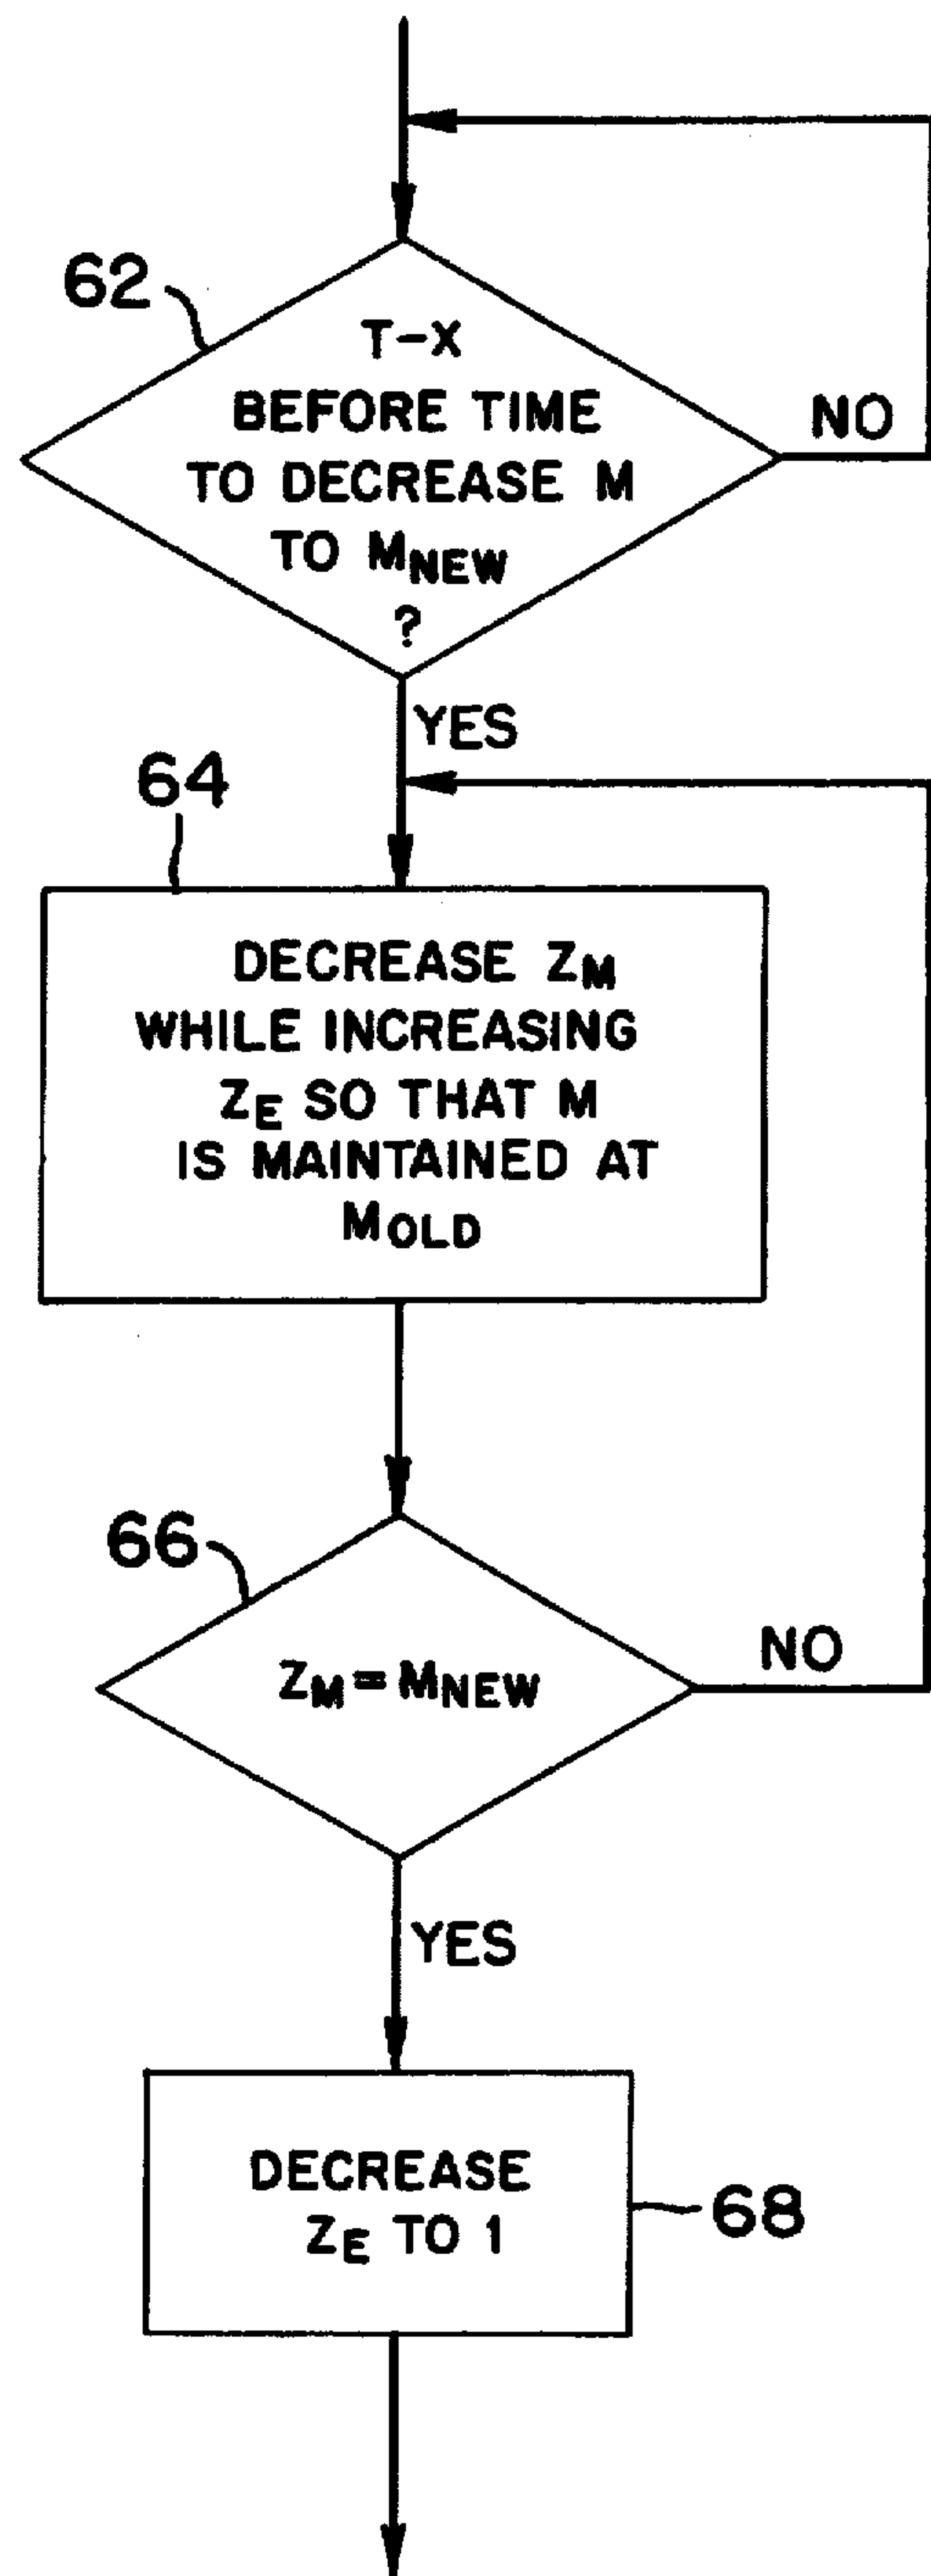 62
T-X
BEFORE TIME
TO DECREASE M
TO MNEW
?
NO
YES
64
DECREASE ZM
WHILE INCREASING
ZE SO THAT M
IS MAINTAINED AT
MOLD
66
ZM = MNEW
NO
YES
DECREASE
ZE TO 1
68